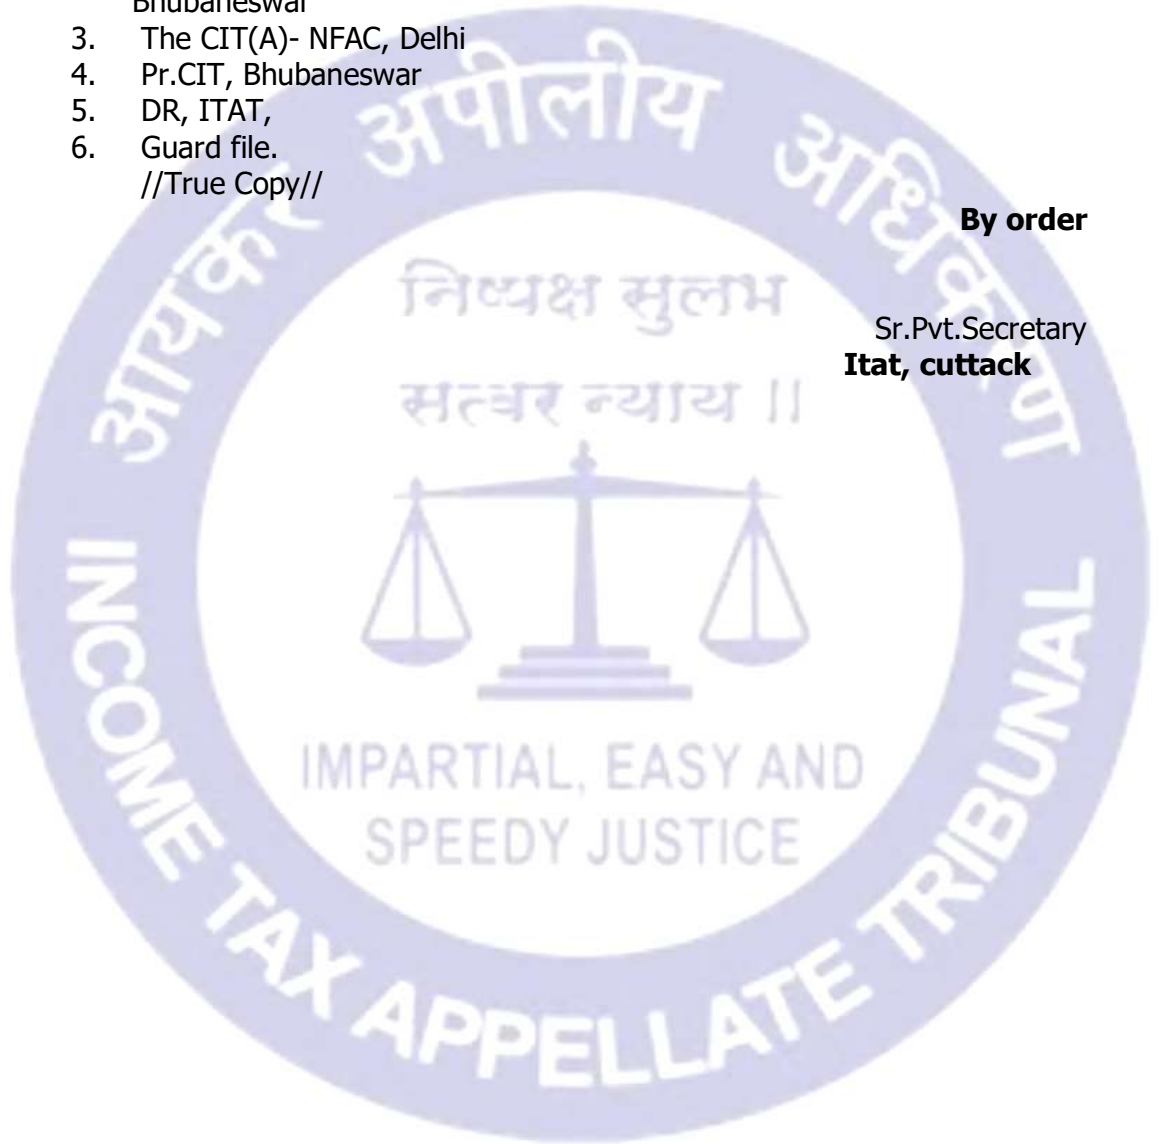 Bhubaneswar
3. The CIT(A)- NFAC, Delhi
4. Pr.CIT, Bhubaneswar
5. DR, ITAT,
6. Guard file.
//True Copy//
By order
Sr.Pvt.Secretary
Itat, cuttack
आयकर अपीलीय अधिकरण
निष्पक्ष सुलभ
सत्वर न्याय ।।
IMPARTIAL, EASY AND
SPEEDY JUSTICE
INCOME TAX APPELLATE TRIBUNAL